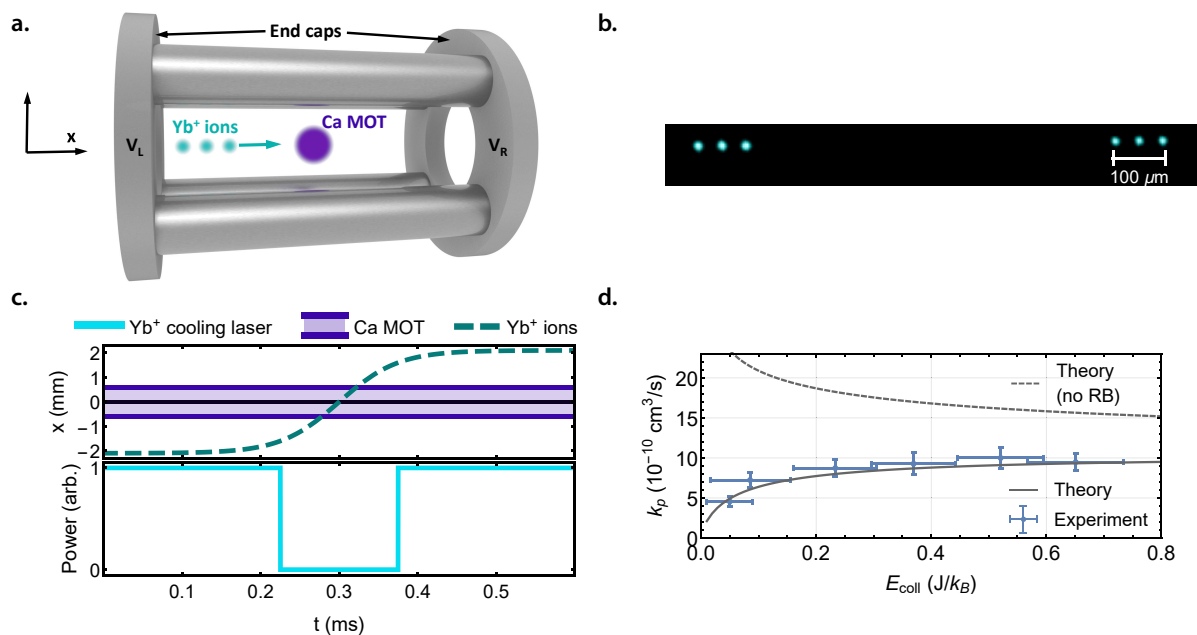 a.
End caps
Yb⁺ ions
Ca MOT
x
V_L
V_R
b.
100 μm
c.
Yb⁺ cooling laser
Ca MOT
Yb⁺ ions
x (mm)
2
1
0
−1
−2
Power (arb.)
1
0
0.1
0.2
0.3
0.4
0.5
t (ms)
d.
k_p (10⁻¹⁰ cm³/s)
20
15
10
5
0
Theory
(no RB)
Theory
Experiment
0.0
0.2
0.4
0.6
0.8
E_coll (J/k_B)